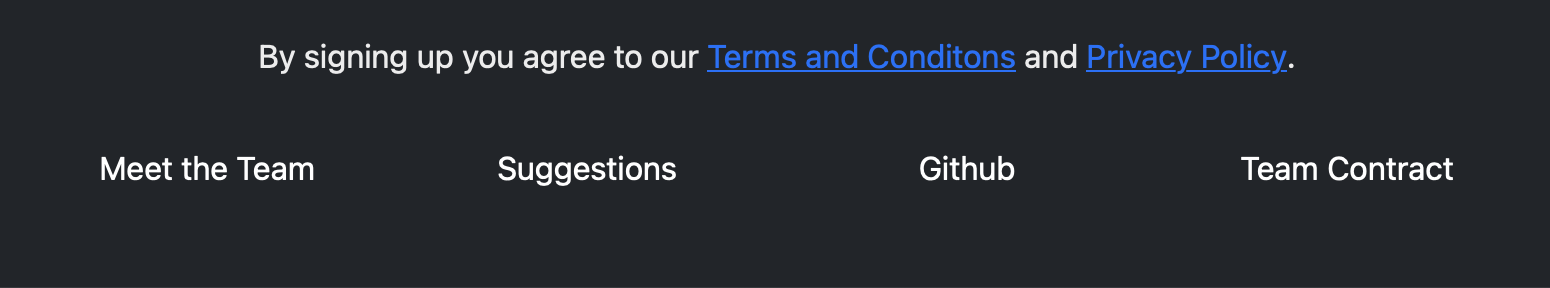 By signing up you agree to our Terms and Conditons and Privacy Policy.
Meet the Team Suggestions Github Team Contract